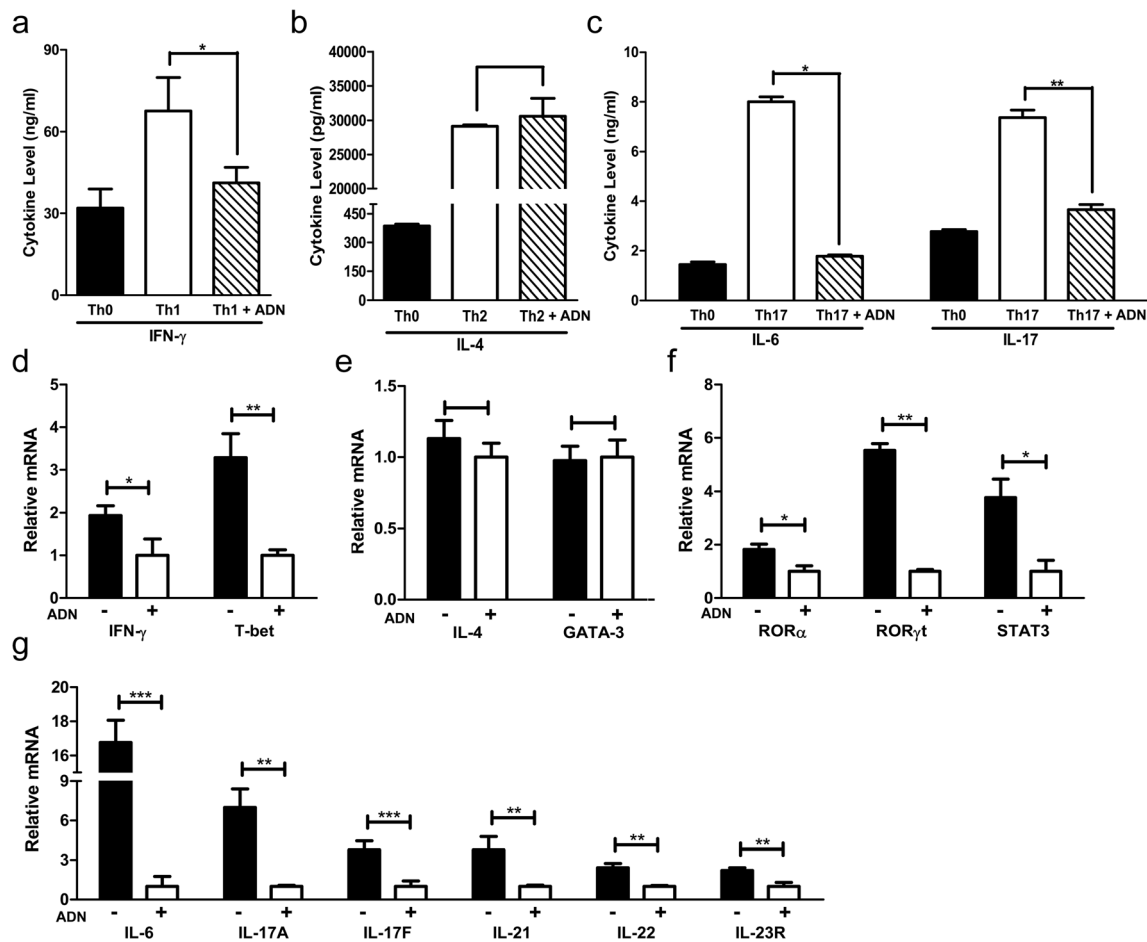 a
Cytokine Level (ng/ml)
90
60
30
0
*
Th0 Th1 Th1 + ADN
IFN-γ
b
Cytokine Level (pg/ml)
40000
35000
30000
25000
20000
450
300
150
0
Th0 Th2 Th2 + ADN
IL-4
c
Cytokine Level (ng/ml)
8
6
4
2
0
* **
Th0 Th17 Th17 + ADN Th0 Th17 Th17 + ADN
IL-6 IL-17
d
Relative mRNA
5
4
3
2
1
0
* **
ADN - + - +
IFN-γ T-bet
e
Relative mRNA
1.5
1.0
0.5
0.0
ADN - + - +
IL-4 GATA-3
f
Relative mRNA
8
6
4
2
0
* ** *
ADN - + - + - +
RORα RORγt STAT3
g
Relative mRNA
20
18
16
14
9
6
3
0
*** ** *** ** ** **
ADN - + - + - + - + - + - +
IL-6 IL-17A IL-17F IL-21 IL-22 IL-23R